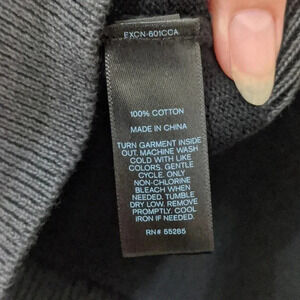 EXCN-601CCA
100% COTTON
MADE IN CHINA
TURN GARMENT INSIDE
OUT. MACHINE WASH
COLD WITH LIKE
COLORS. GENTLE
CYCLE. ONLY
NON-CHLORINE
BLEACH WHEN
NEEDED. TUMBLE
DRY LOW. REMOVE
PROMPTLY. COOL
IRON IF NEEDED.
RN# 55285